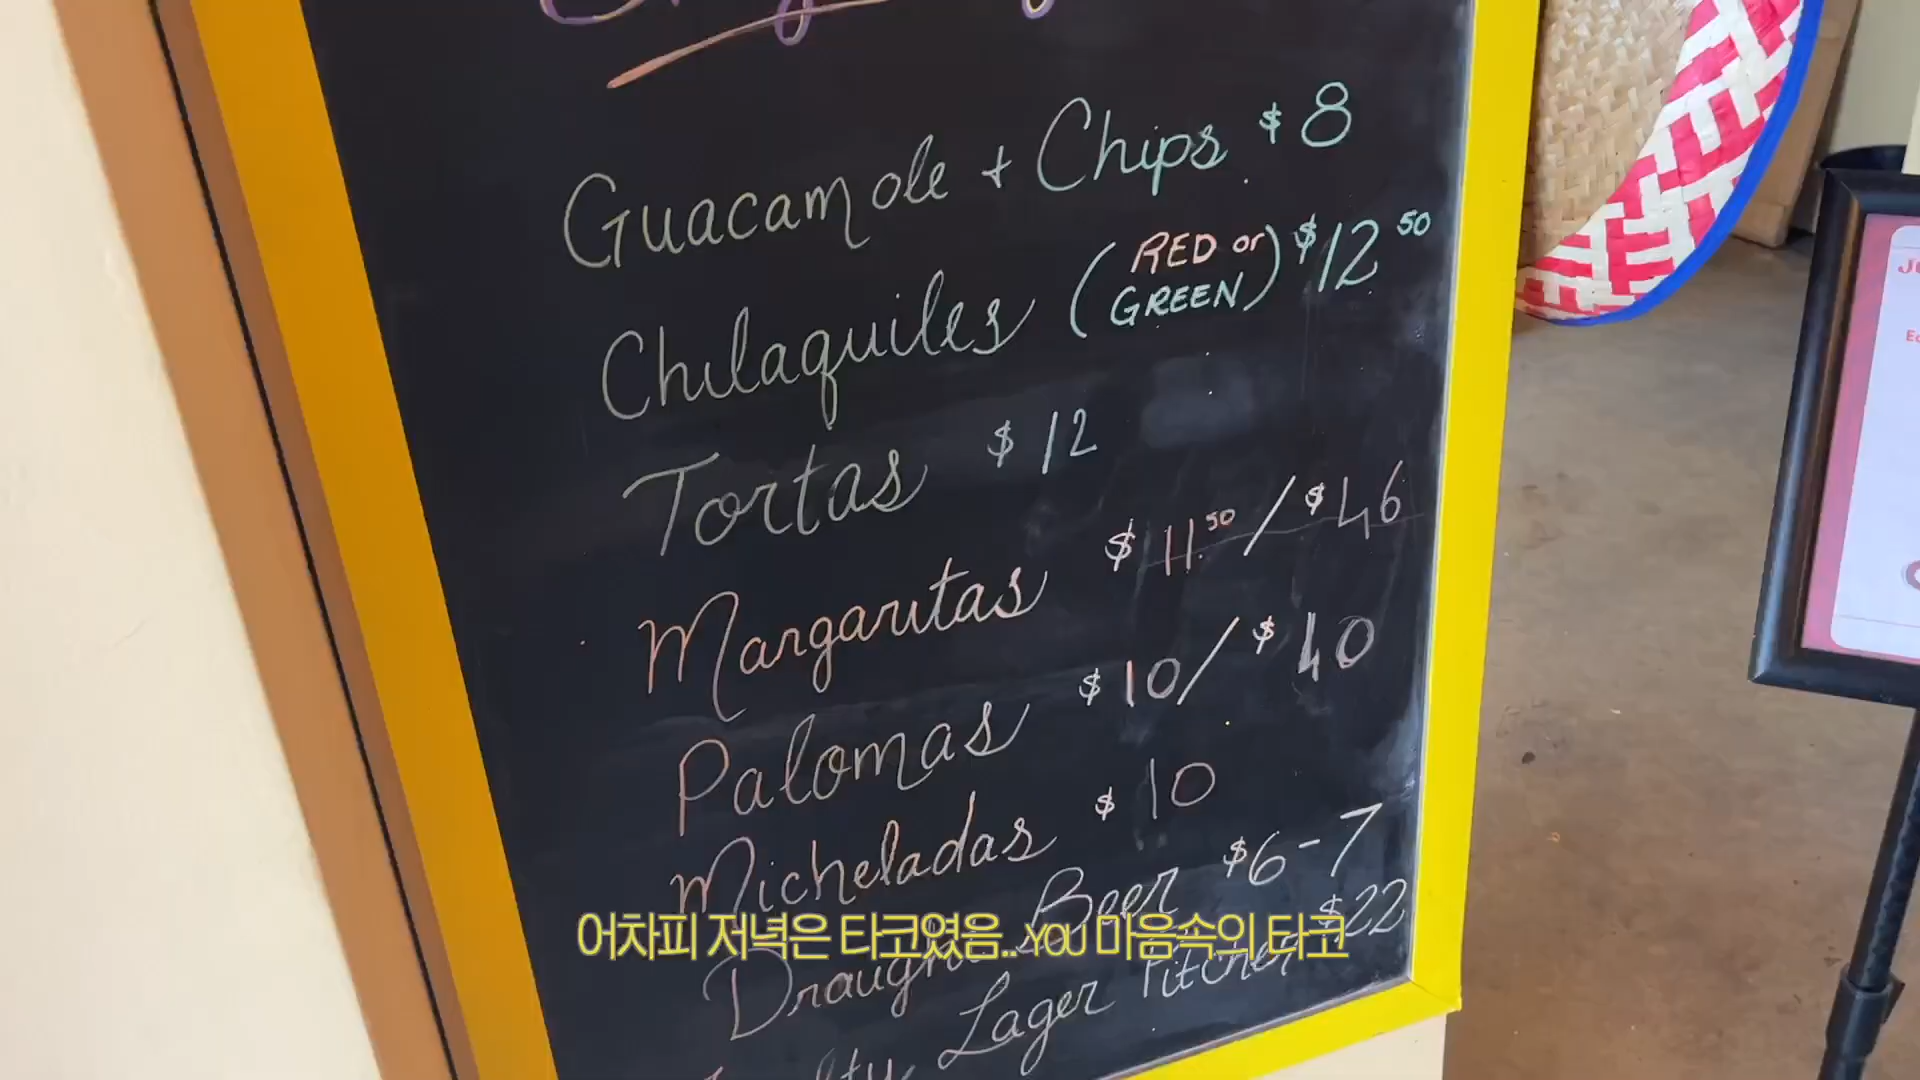 Guacamole + Chips $8
Chilaquiles (RED or GREEN) $12 50
Tortas $12
Margaritas $11.50 / $46
Palomas $10 / $40
Micheladas $10
Draught Beer $6-7
Lager Pitcher $22
어차피 저녁은 타코였음.. YOU 마음속의 타코